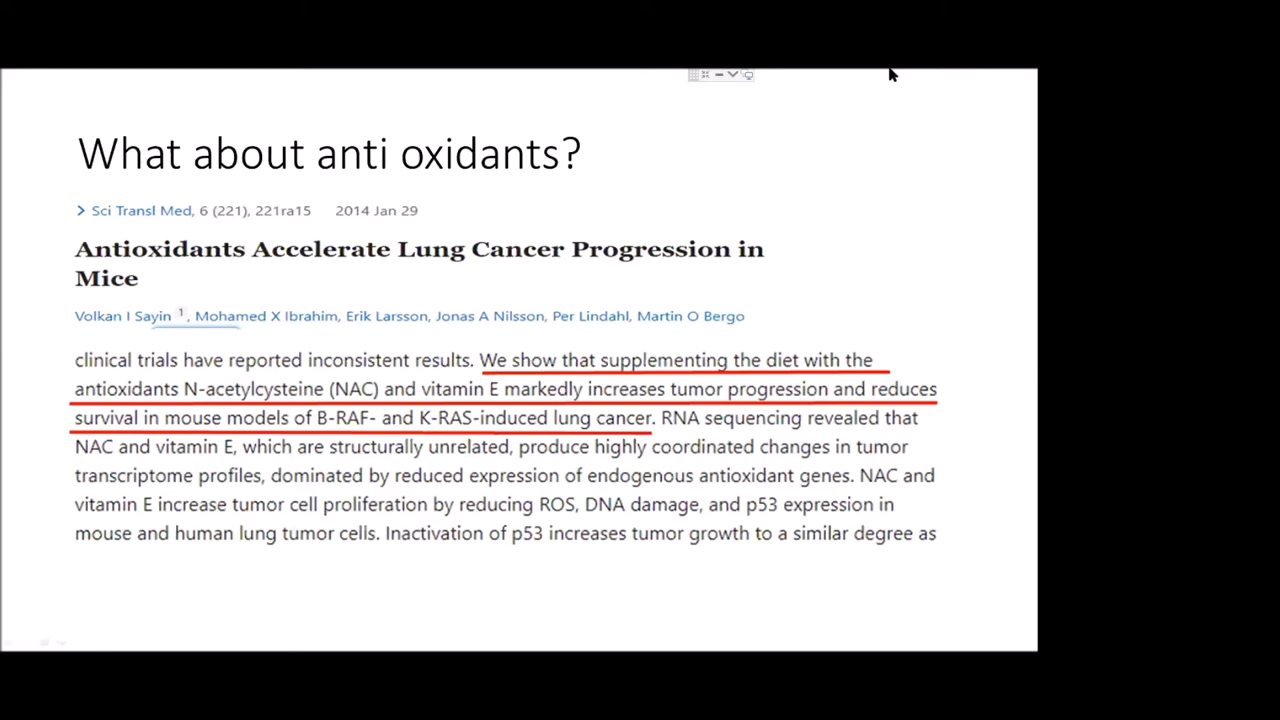 What about anti oxidants?
> Sci Transl Med, 6 (221), 221ra15 2014 Jan 29
Antioxidants Accelerate Lung Cancer Progression in
Mice
Volkan I Sayin 1, Mohamed X Ibrahim, Erik Larsson, Jonas A Nilsson, Per Lindahl, Martin O Bergo
clinical trials have reported inconsistent results. We show that supplementing the diet with the
antioxidants N-acetylcysteine (NAC) and vitamin E markedly increases tumor progression and reduces
survival in mouse models of B-RAF- and K-RAS-induced lung cancer. RNA sequencing revealed that
NAC and vitamin E, which are structurally unrelated, produce highly coordinated changes in tumor
transcriptome profiles, dominated by reduced expression of endogenous antioxidant genes. NAC and
vitamin E increase tumor cell proliferation by reducing ROS, DNA damage, and p53 expression in
mouse and human lung tumor cells. Inactivation of p53 increases tumor growth to a similar degree as